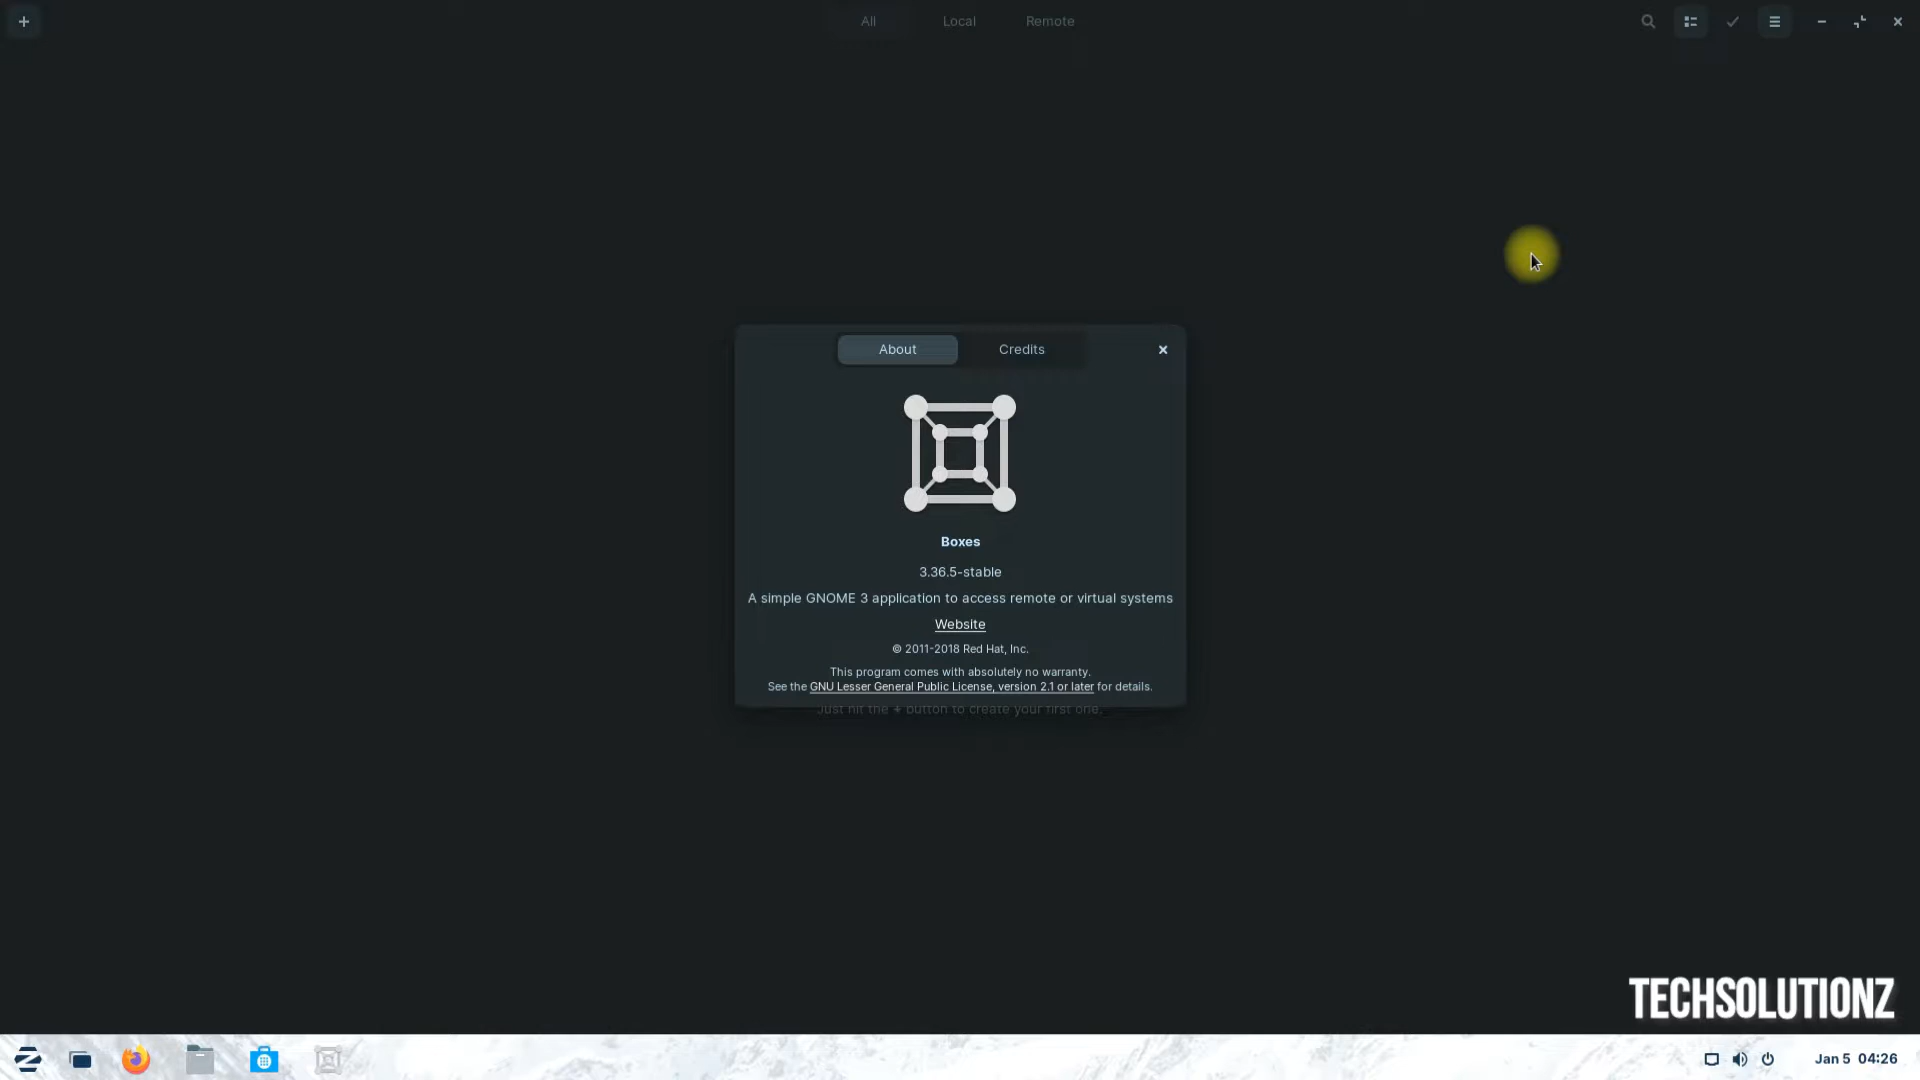 All
Local
Remote
About
Credits
Boxes
3.36.5-stable
A simple GNOME 3 application to access remote or virtual systems
Website
© 2011-2018 Red Hat, Inc.
This program comes with absolutely no warranty.
See the GNU Lesser General Public License, version 2.1 or later for details.
Just hit the + button to create your first one.
TECHSOLUTIONZ
Jan 5 04:26